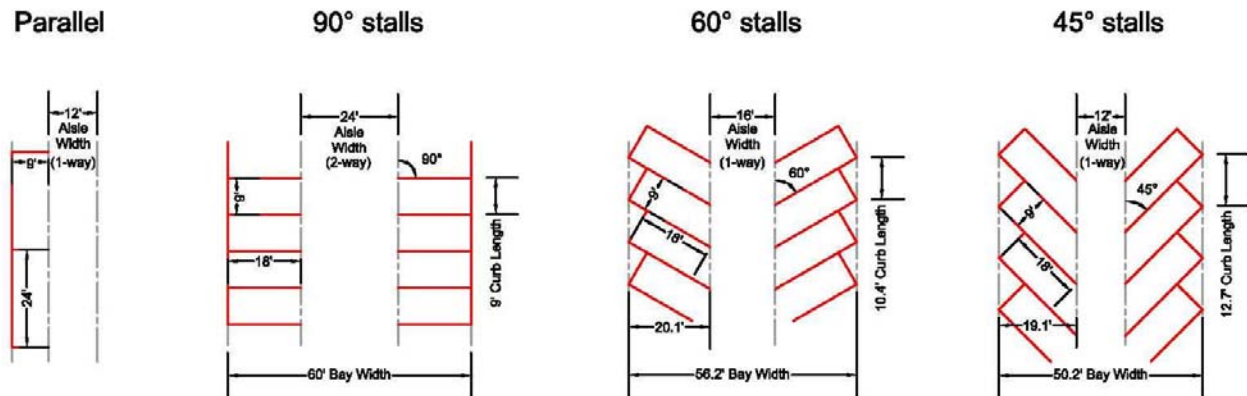 Parallel
12'
Aisle
Width
(1-way)
9'
24'
90° stalls
24'
Aisle
Width
(2-way)
90°
9'
18'
9' Curb Length
60' Bay Width
60° stalls
16'
Aisle
Width
(1-way)
60°
9'
18'
20.1'
10.4' Curb Length
56.2' Bay Width
45° stalls
12'
Aisle
Width
(1-way)
45°
9'
18'
19.1'
12.7' Curb Length
50.2' Bay Width